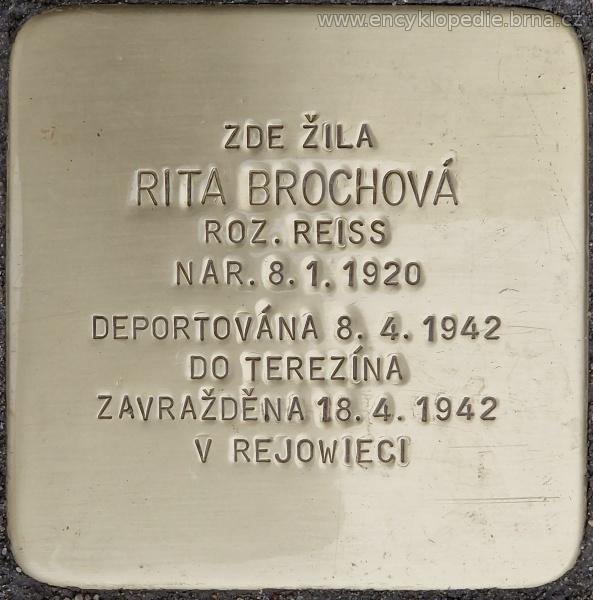 www.encyklopedie.brna.cz
ZDE ŽILA
RITA BROCHOVÁ
ROZ. REISS
NAR. 8. 1. 1920
DEPORTOVÁNA 8. 4. 1942
DO TEREZÍNA
ZAVRAŽDĚNA 18. 4. 1942
V REJOWIECI